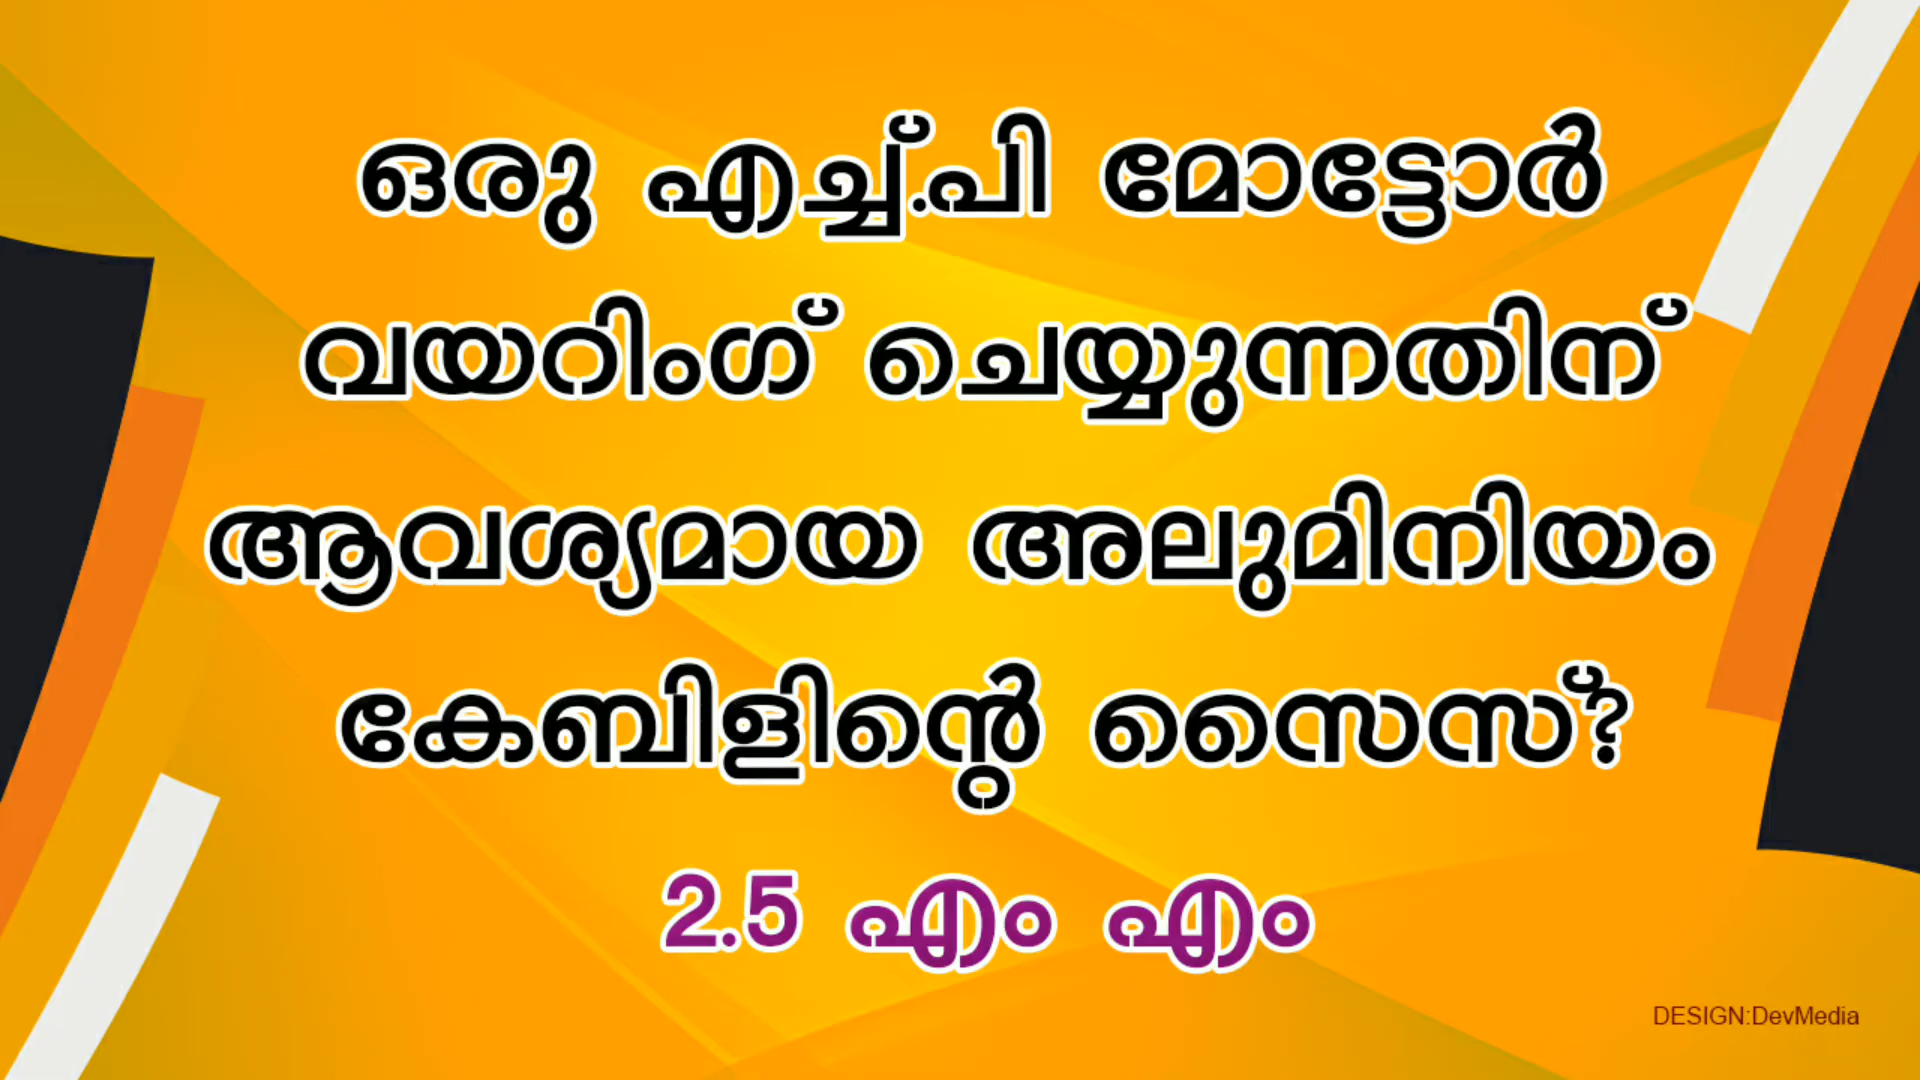 ഒരു എച്ച്.പി മോട്ടോർ
വയറിംഗ് ചെയ്യുന്നതിന്
ആവശ്യമായ അലുമിനിയം
കേബിളിന്റെ സൈസ്?
2.5 എം എം
DESIGN:DevMedia